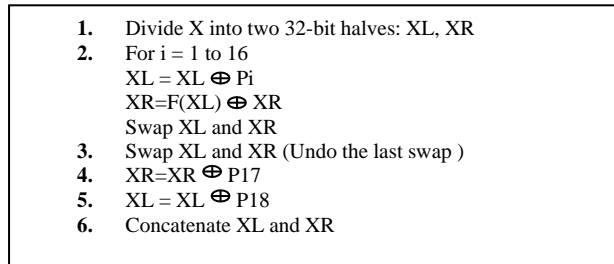 1. Divide X into two 32-bit halves: XL, XR
2. For i = 1 to 16
XL = XL ⊕ Pi
XR=F(XL) ⊕ XR
Swap XL and XR
3. Swap XL and XR (Undo the last swap )
4. XR=XR ⊕ P17
5. XL = XL ⊕ P18
6. Concatenate XL and XR